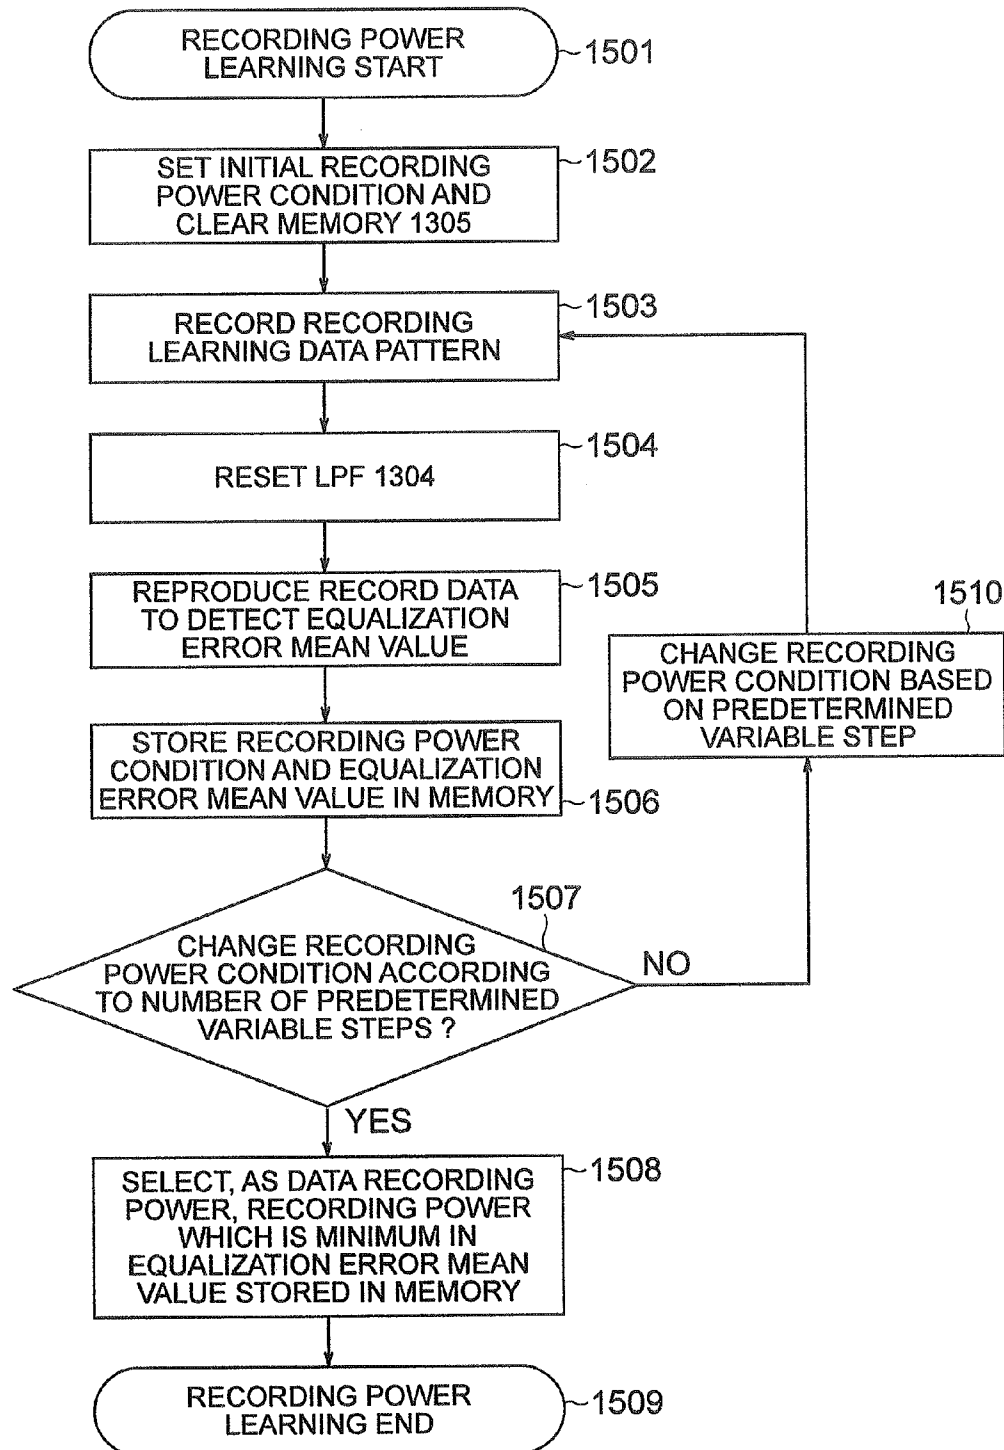 RECORDING POWER
LEARNING START
1501
SET INITIAL RECORDING
POWER CONDITION AND
CLEAR MEMORY 1305
1502
RECORD RECORDING
LEARNING DATA PATTERN
1503
RESET LPF 1304
1504
REPRODUCE RECORD DATA
TO DETECT EQUALIZATION
ERROR MEAN VALUE
1505
STORE RECORDING POWER
CONDITION AND EQUALIZATION
ERROR MEAN VALUE IN MEMORY
1506
CHANGE RECORDING
POWER CONDITION ACCORDING
TO NUMBER OF PREDETERMINED
VARIABLE STEPS ?
1507
NO
1510
CHANGE RECORDING
POWER CONDITION BASED
ON PREDETERMINED
VARIABLE STEP
YES
SELECT, AS DATA RECORDING
POWER, RECORDING POWER
WHICH IS MINIMUM IN
EQUALIZATION ERROR MEAN
VALUE STORED IN MEMORY
1508
RECORDING POWER
LEARNING END
1509